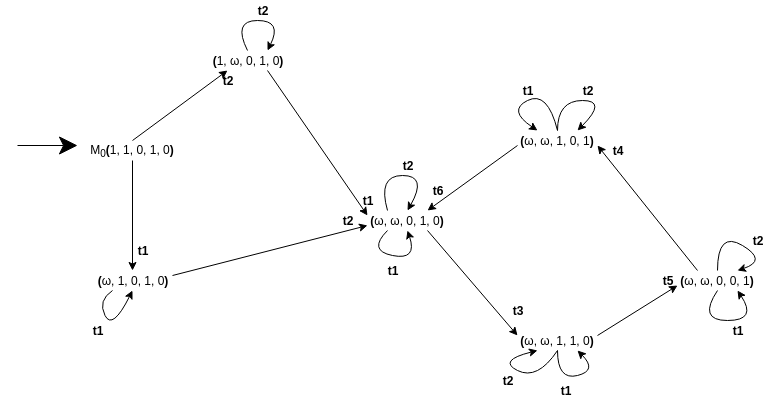 t2
(1, ω, 0, 1, 0)
t2
t1
t2
(ω, ω, 1, 0, 1)
M0(1, 1, 0, 1, 0)
t4
t2
t6
t1
t2
(ω, ω, 0, 1, 0)
t1
t2
t1
t5
(ω, ω, 0, 0, 1)
(ω, 1, 0, 1, 0)
t1
t3
t1
t1
(ω, ω, 1, 1, 0)
t2
t1